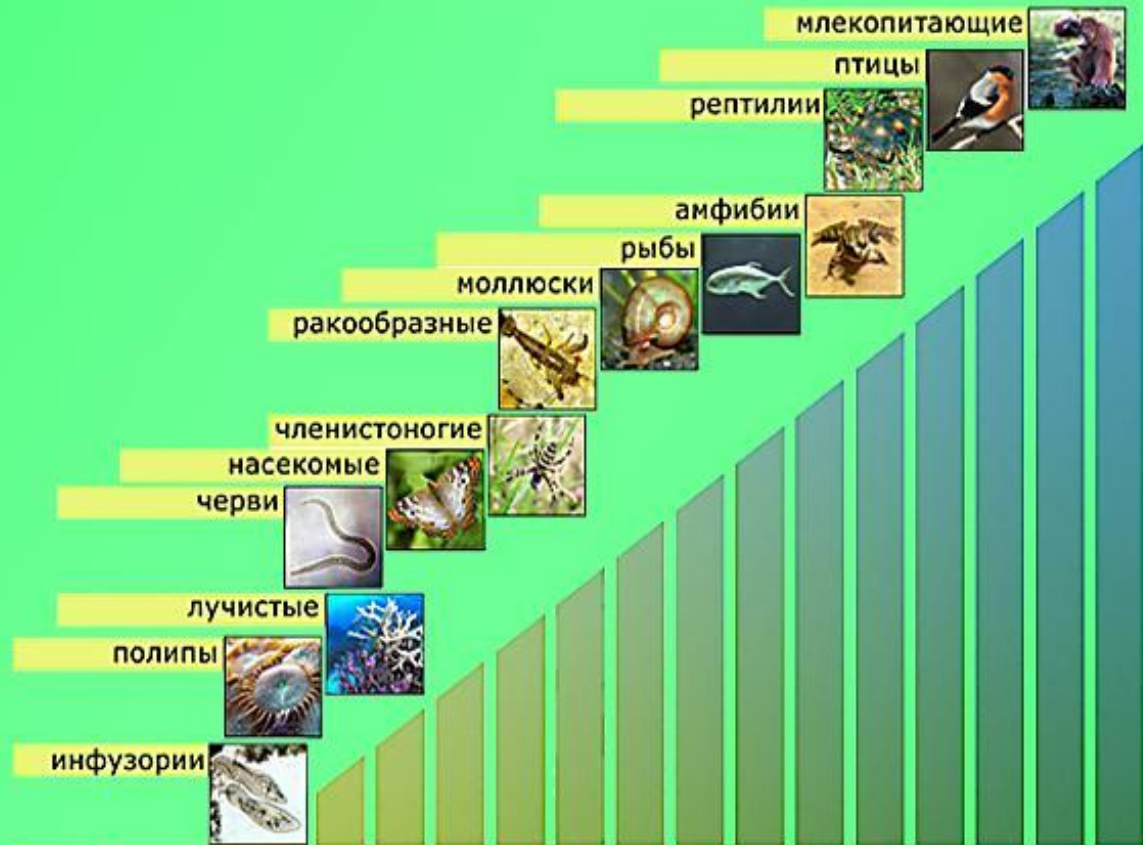 млекопитающие
птицы
рептилии
амфибии
рыбы
моллюски
ракообразные
членистоногие
насекомые
черви
лучистые
полипы
инфузории